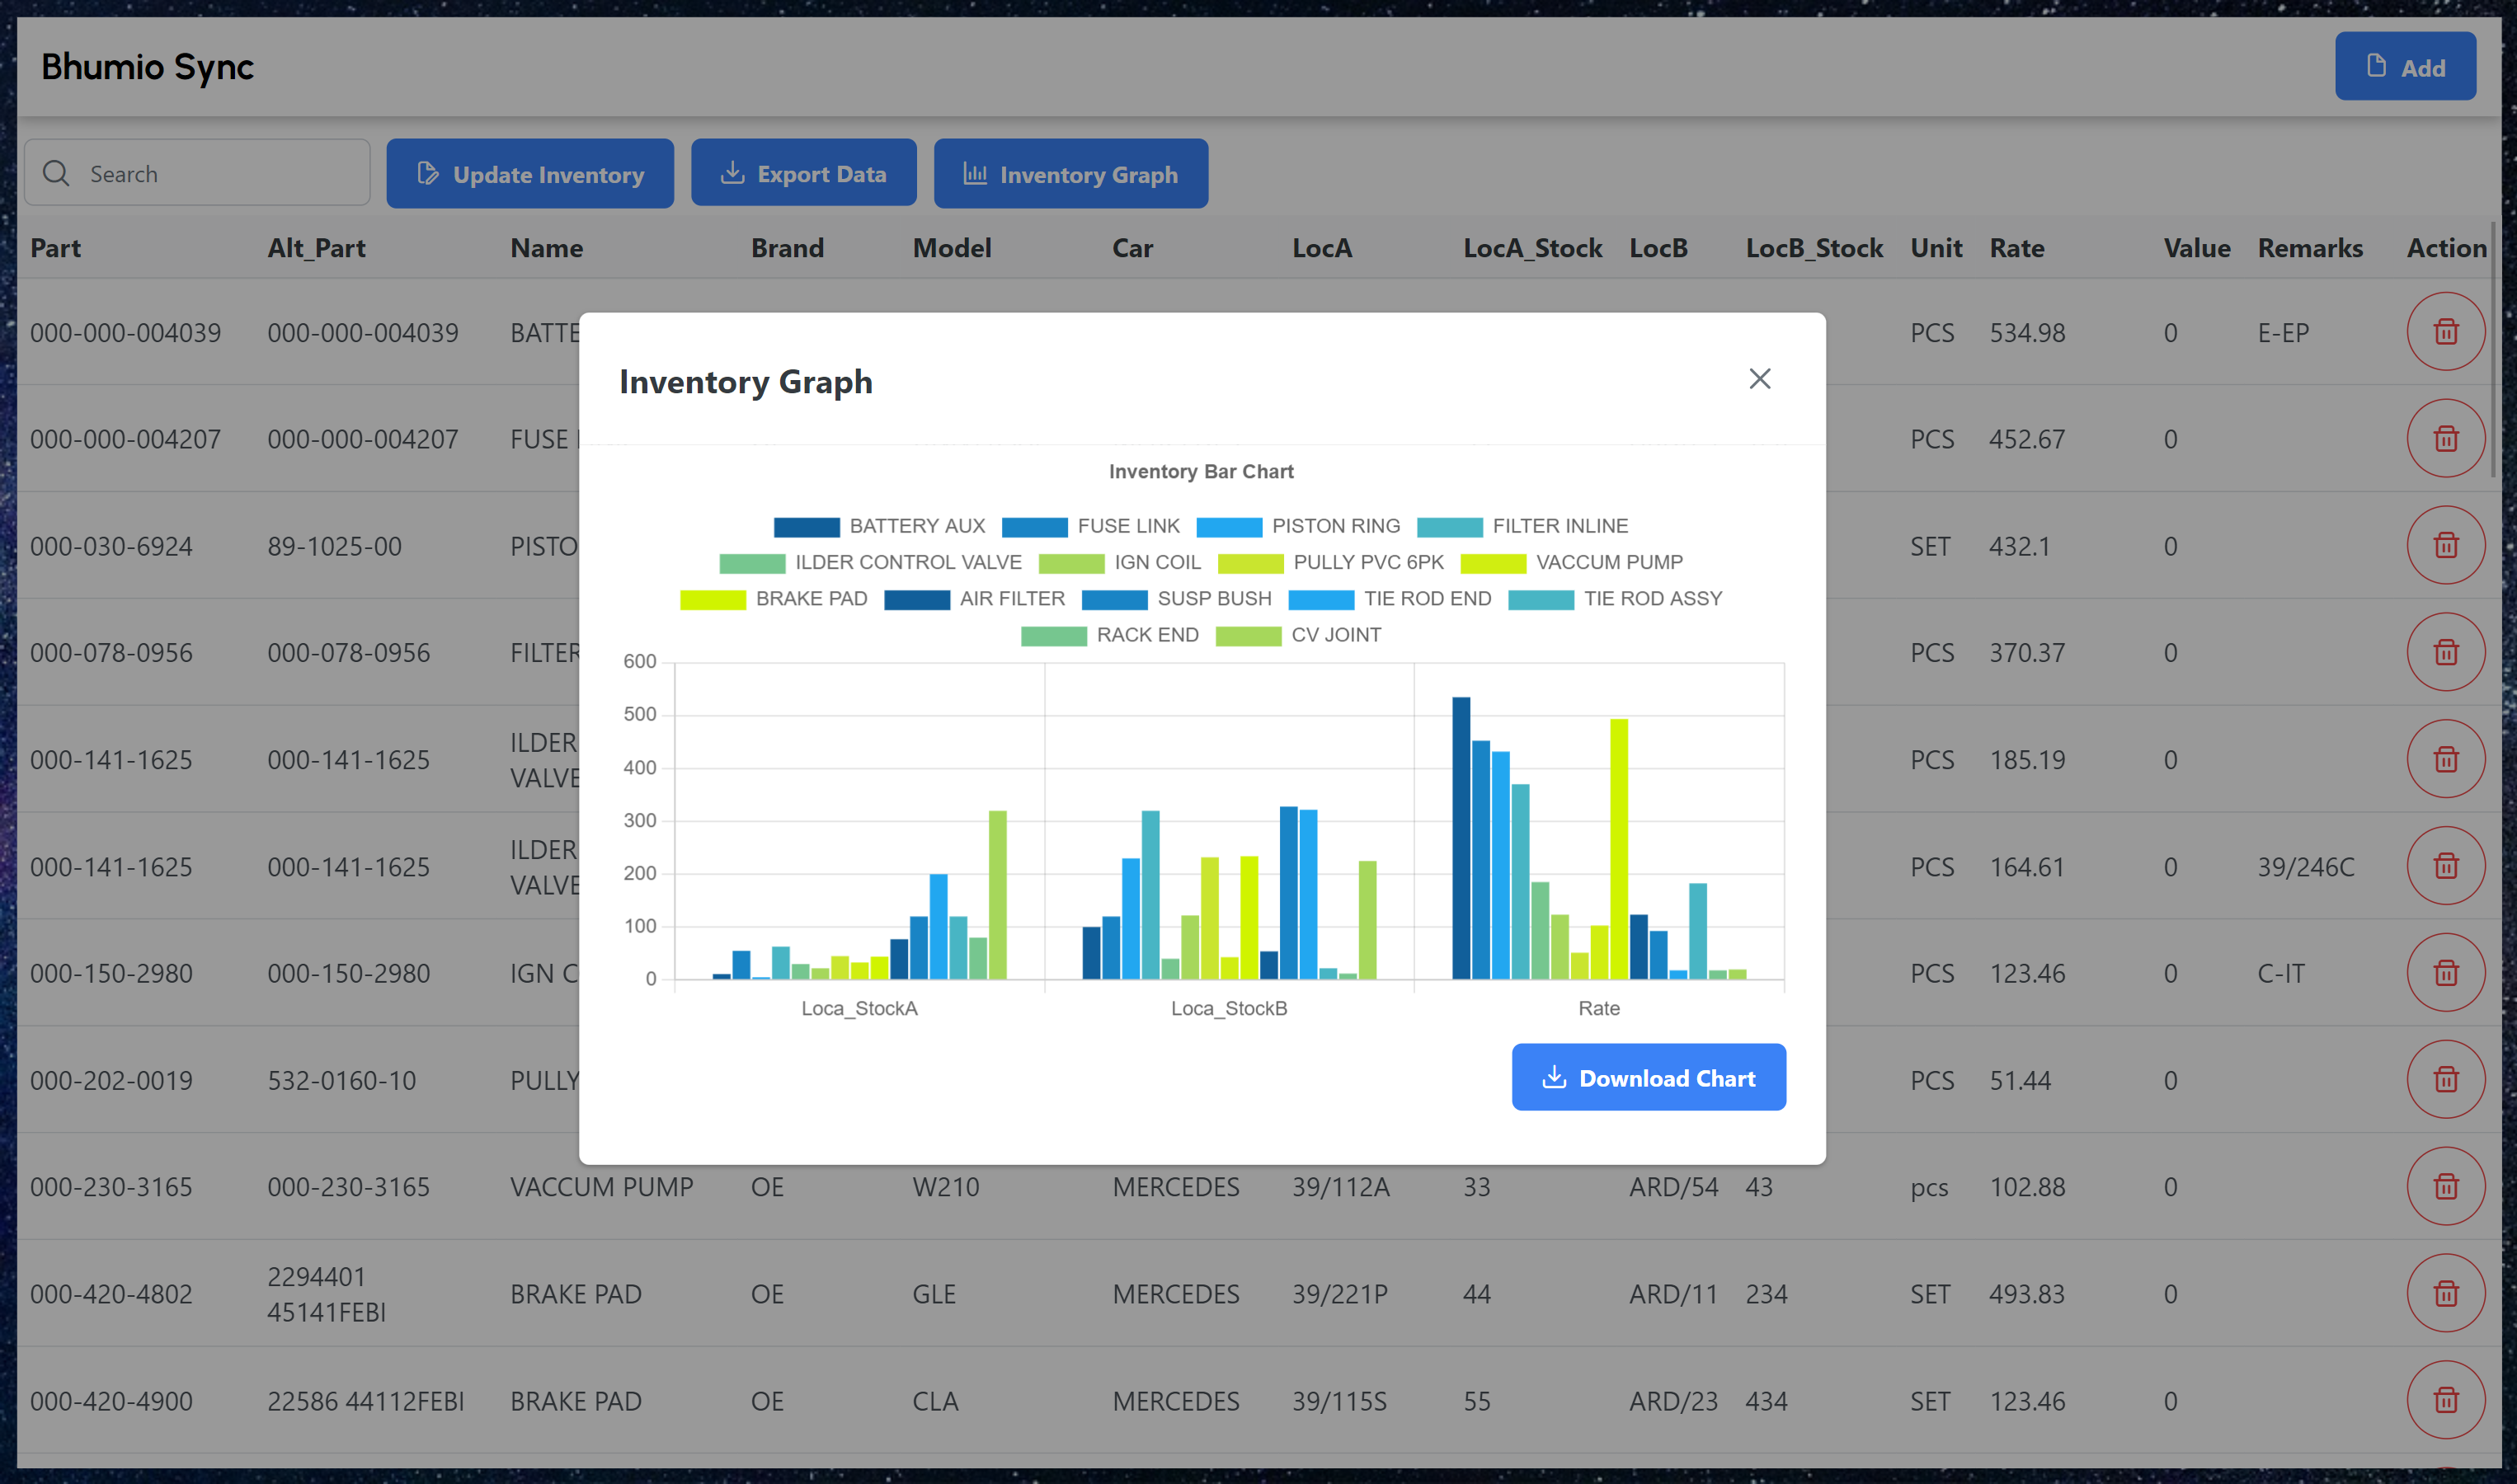 Bhumio Sync
Add
Search
Update Inventory
Export Data
Inventory Graph
Part Alt_Part Name Brand Model Car LocA LocA_Stock LocB LocB_Stock Unit Rate Value Remarks Action
000-000-004039 000-000-004039 BATTE PCS 534.98 0 E-EP
000-000-004207 000-000-004207 FUSE PCS 452.67 0
000-030-6924 89-1025-00 PISTO SET 432.1 0
000-078-0956 000-078-0956 FILTER PCS 370.37 0
000-141-1625 000-141-1625 ILDER VALVE PCS 185.19 0
000-141-1625 000-141-1625 ILDER VALVE PCS 164.61 0 39/246C
000-150-2980 000-150-2980 IGN C PCS 123.46 0 C-IT
000-202-0019 532-0160-10 PULLY PCS 51.44 0
000-230-3165 000-230-3165 VACCUM PUMP OE W210 MERCEDES 39/112A 33 ARD/54 43 pcs 102.88 0
000-420-4802 2294401 45141FEBI BRAKE PAD OE GLE MERCEDES 39/221P 44 ARD/11 234 SET 493.83 0
000-420-4900 22586 44112FEBI BRAKE PAD OE CLA MERCEDES 39/115S 55 ARD/23 434 SET 123.46 0
Inventory Graph
Inventory Bar Chart
BATTERY AUX FUSE LINK PISTON RING FILTER INLINE
ILDER CONTROL VALVE IGN COIL PULLY PVC 6PK VACCUM PUMP
BRAKE PAD AIR FILTER SUSP BUSH TIE ROD END TIE ROD ASSY
RACK END CV JOINT
600
500
400
300
200
100
0
Loca_StockA Loca_StockB Rate
Download Chart